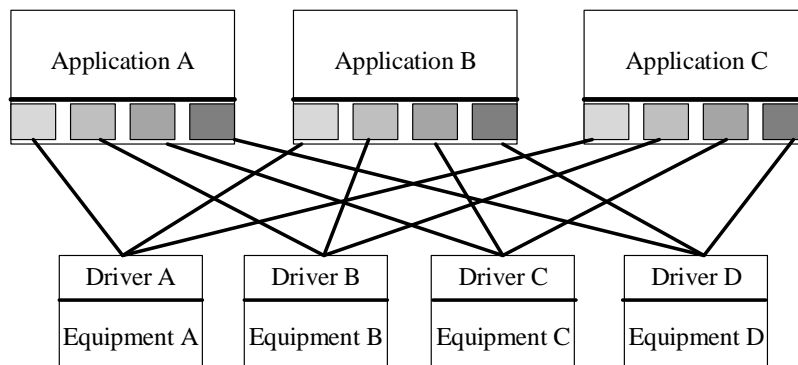 Application A
Application B
Application C
Driver A
Driver B
Driver C
Driver D
Equipment A
Equipment B
Equipment C
Equipment D